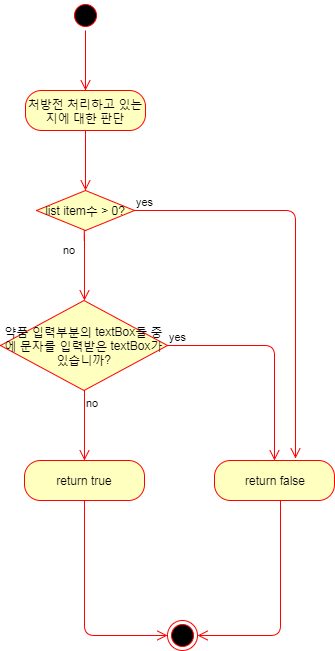 처방전 처리하고 있는
지에 대한 판단
list item수 > 0?
yes
no
약품 입력부분의 textBox들 중
에 문자를 입력받은 textBox가
있습니까?
yes
no
return true
return false